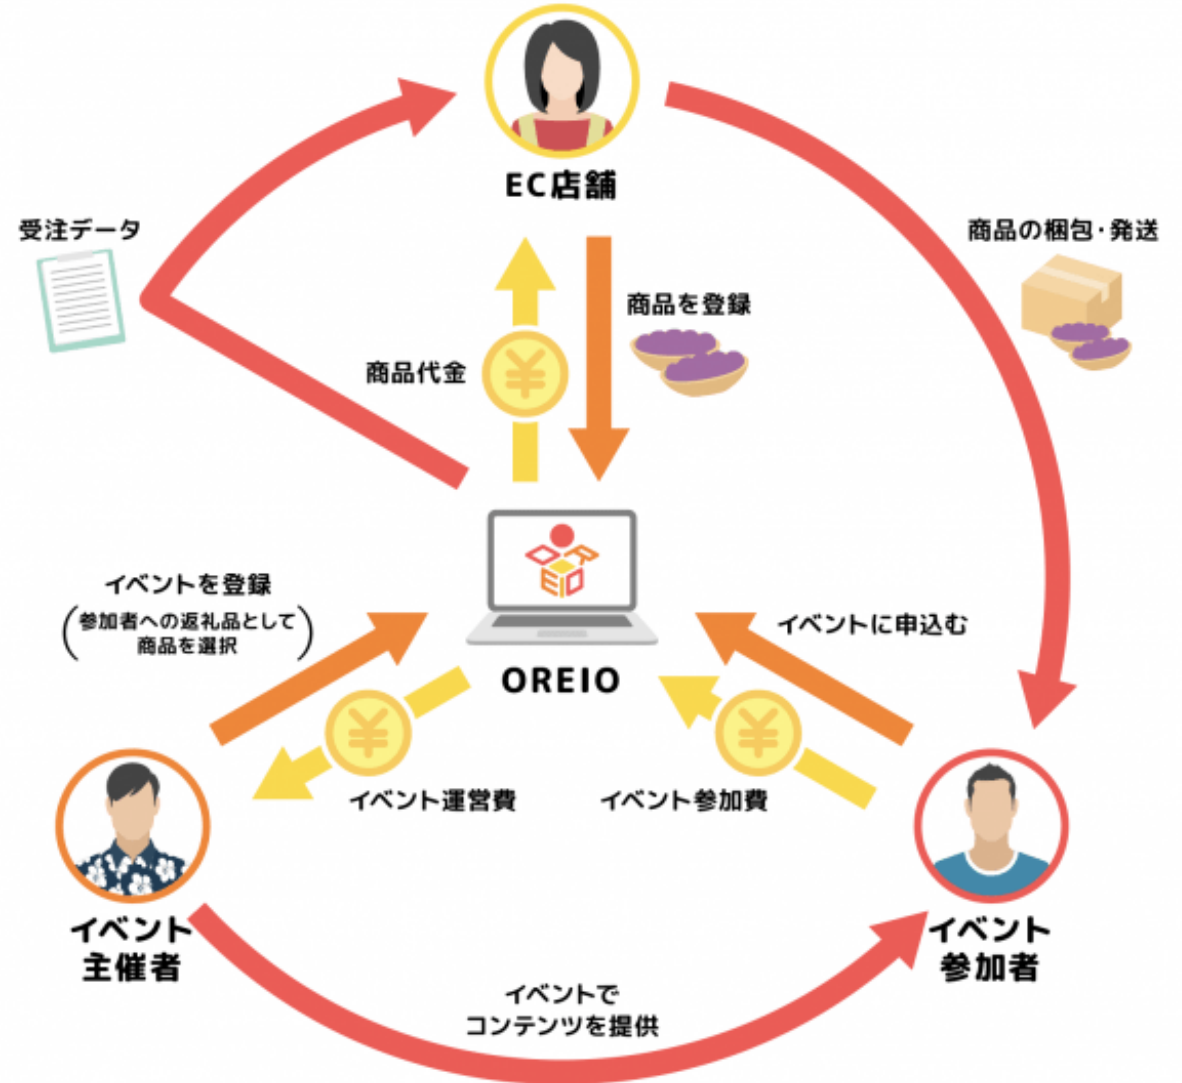 EC店舗
受注データ
商品の梱包・発送
商品を登録
商品代金
イベントを登録
(参加者への返礼品として
商品を選択)
OREIO
イベントに申込む
OREIO
イベント運営費
イベント参加費
イベント
主催者
イベント
参加者
イベントで
コンテンツを提供